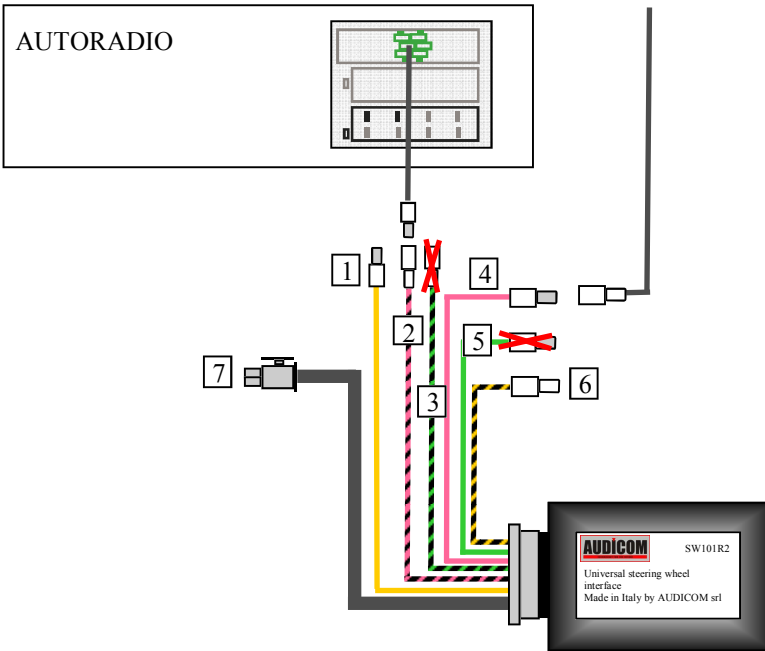 AUTORADIO
1
4
2
5
7
6
3
AUDICOM
SW101R2
Universal steering wheel
interface
Made in Italy by AUDICOM srl